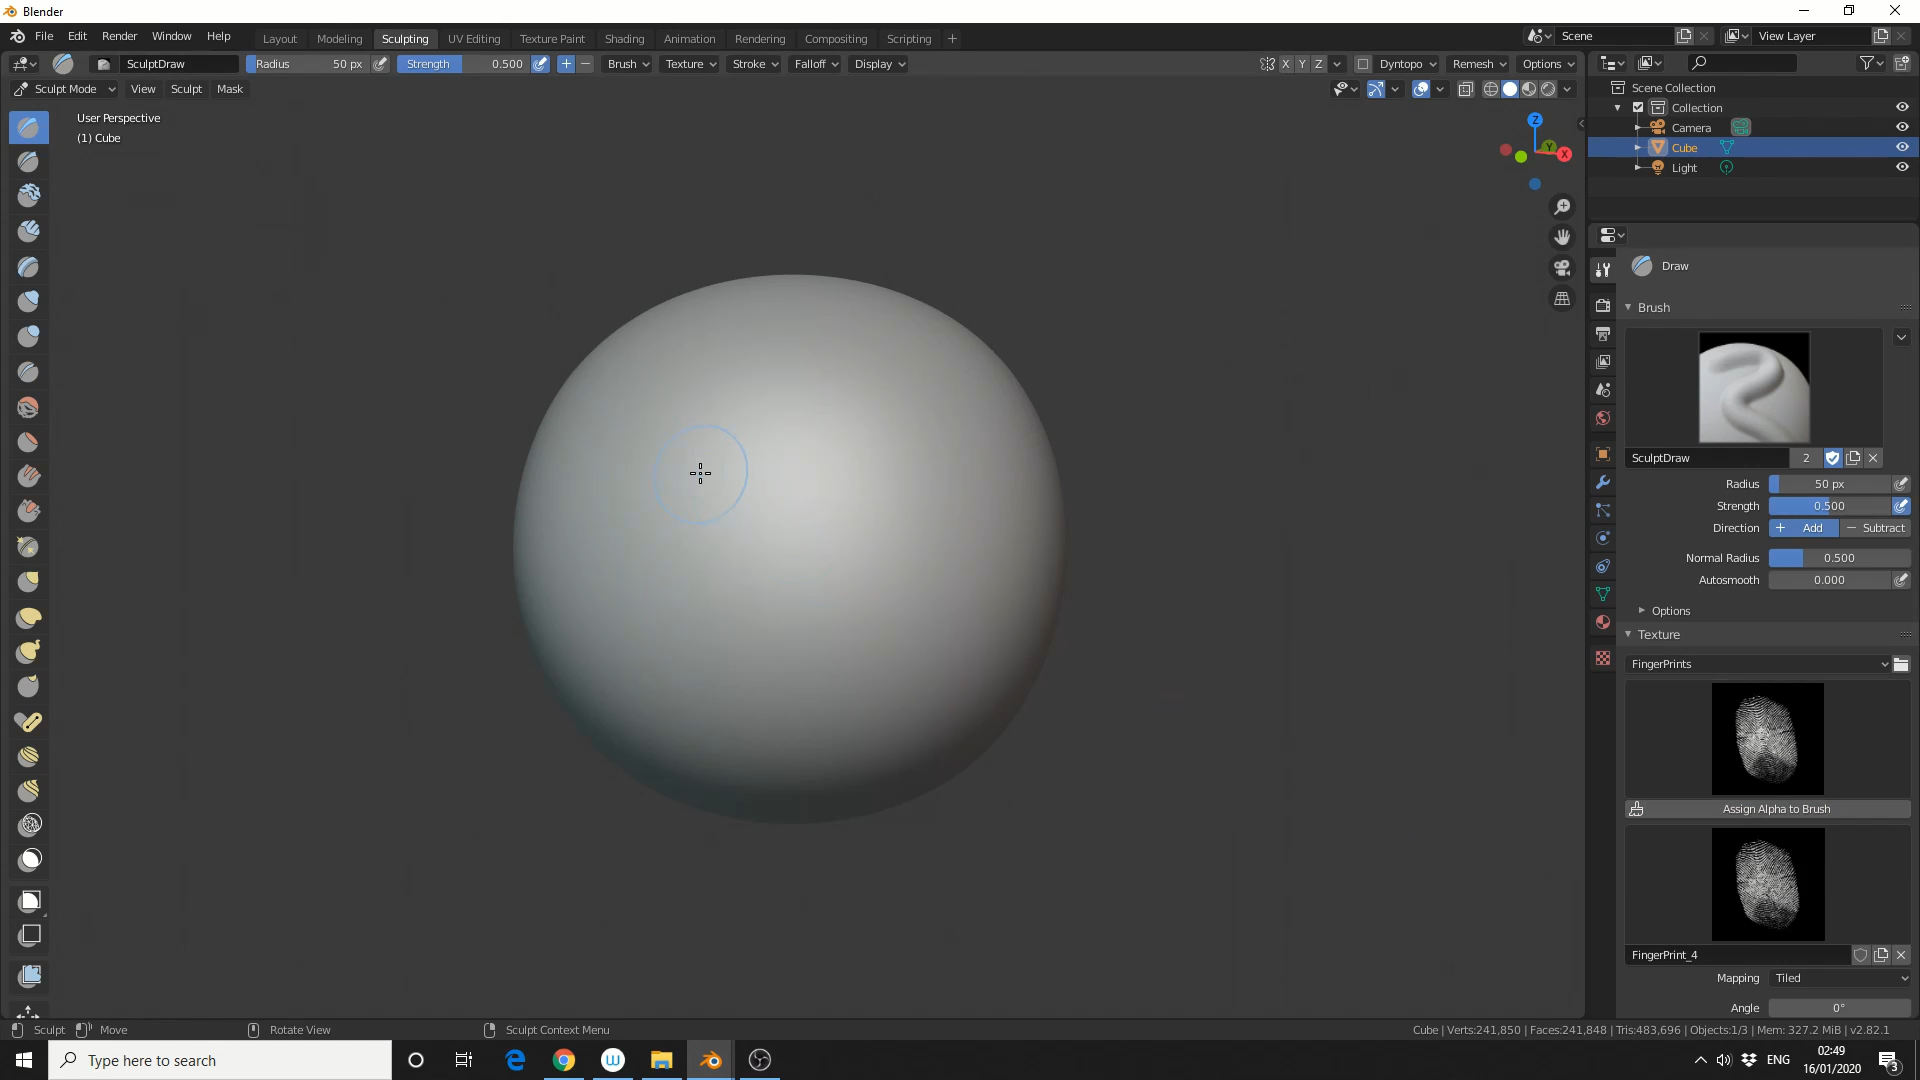 Blender
File Edit Render Window Help
Layout Modeling Sculpting UV Editing Texture Paint Shading Animation Rendering Compositing Scripting +
Scene
View Layer
SculptDraw
Radius 50 px
Strength 0.500
Brush Texture Stroke Falloff Display
X Y Z
Dyntopo Remesh Options
Sculpt Mode View Sculpt Mask
User Perspective
(1) Cube
Z
Y
X
Scene Collection
Collection
Camera
Cube
Light
Draw
Brush
SculptDraw 2
Radius 50 px
Strength 0.500
Direction + Add − Subtract
Normal Radius 0.500
Autosmooth 0.000
Options
Texture
FingerPrints
Assign Alpha to Brush
FingerPrint_4
Mapping Tiled
Angle 0°
Sculpt Move Rotate View Sculpt Context Menu
Cube | Verts:241,850 | Faces:241,848 | Tris:483,696 | Objects:1/3 | Mem: 327.2 MiB | v2.82.1
Type here to search
ENG
02:49
16/01/2020
3